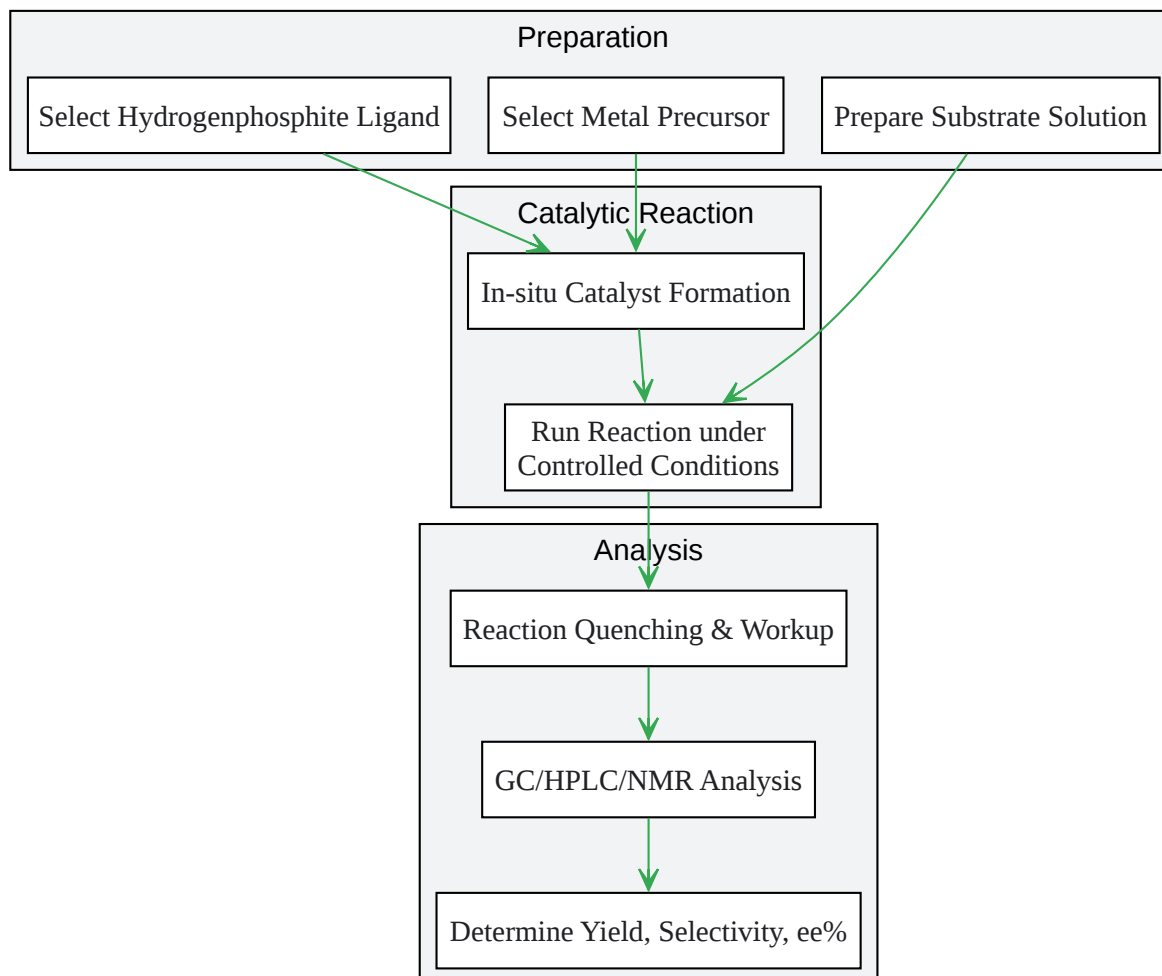 Preparation
Select Hydrogenphosphite Ligand
Select Metal Precursor
Prepare Substrate Solution
Catalytic Reaction
In-situ Catalyst Formation
Run Reaction under
Controlled Conditions
Analysis
Reaction Quenching & Workup
GC/HPLC/NMR Analysis
Determine Yield, Selectivity, ee%